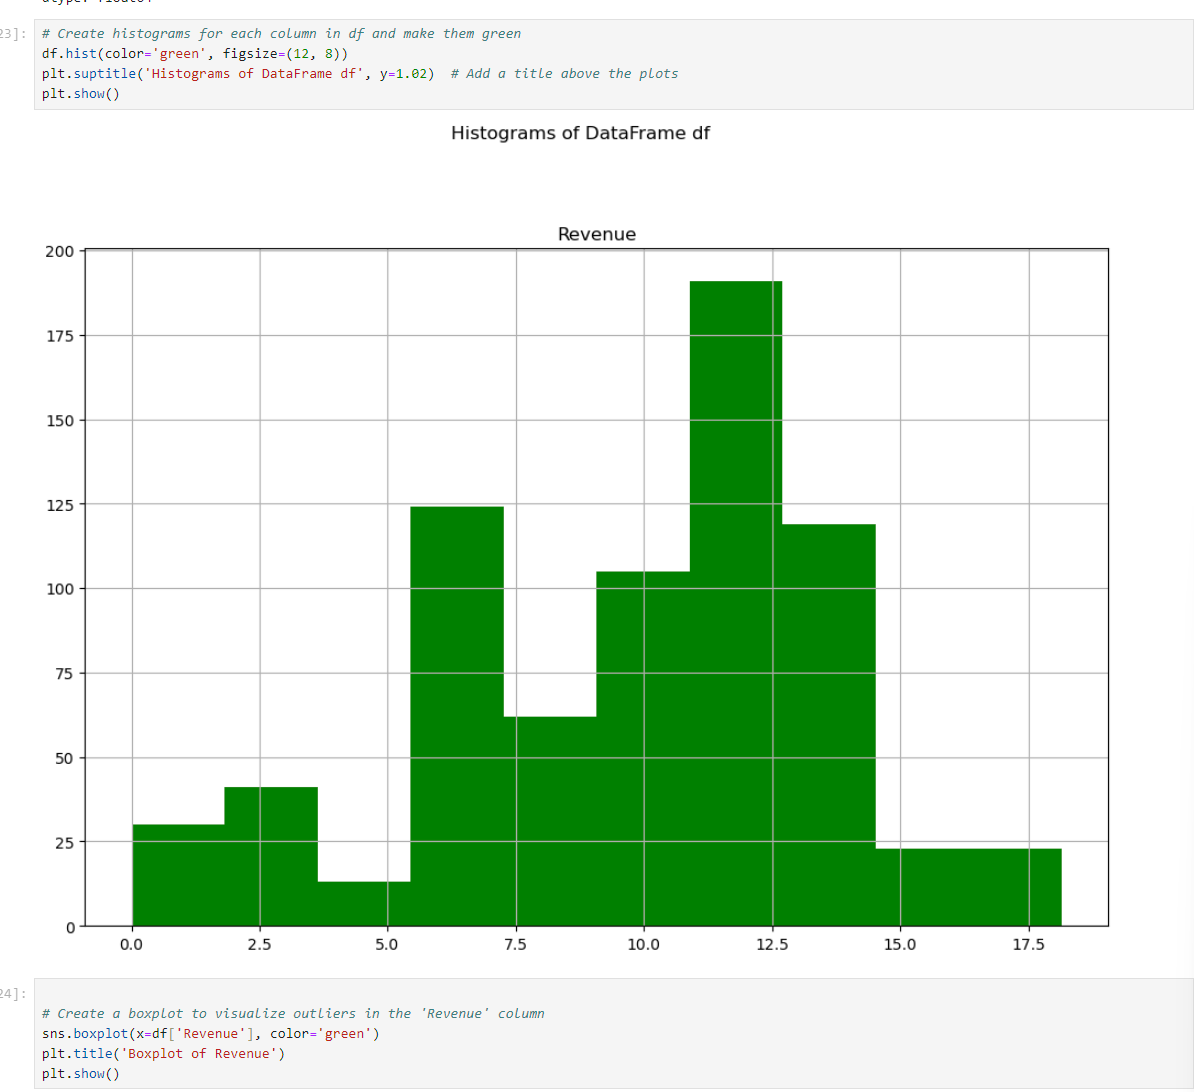 23]:
# Create histograms for each column in df and make them green
df.hist(color='green', figsize=(12, 8))
plt.suptitle('Histograms of DataFrame df', y=1.02)  # Add a title above the plots
plt.show()
Histograms of DataFrame df
Revenue
200
175
150
125
100
75
50
25
0
0.0 2.5 5.0 7.5 10.0 12.5 15.0 17.5
24]:
# Create a boxplot to visualize outliers in the 'Revenue' column
sns.boxplot(x=df['Revenue'], color='green')
plt.title('Boxplot of Revenue')
plt.show()